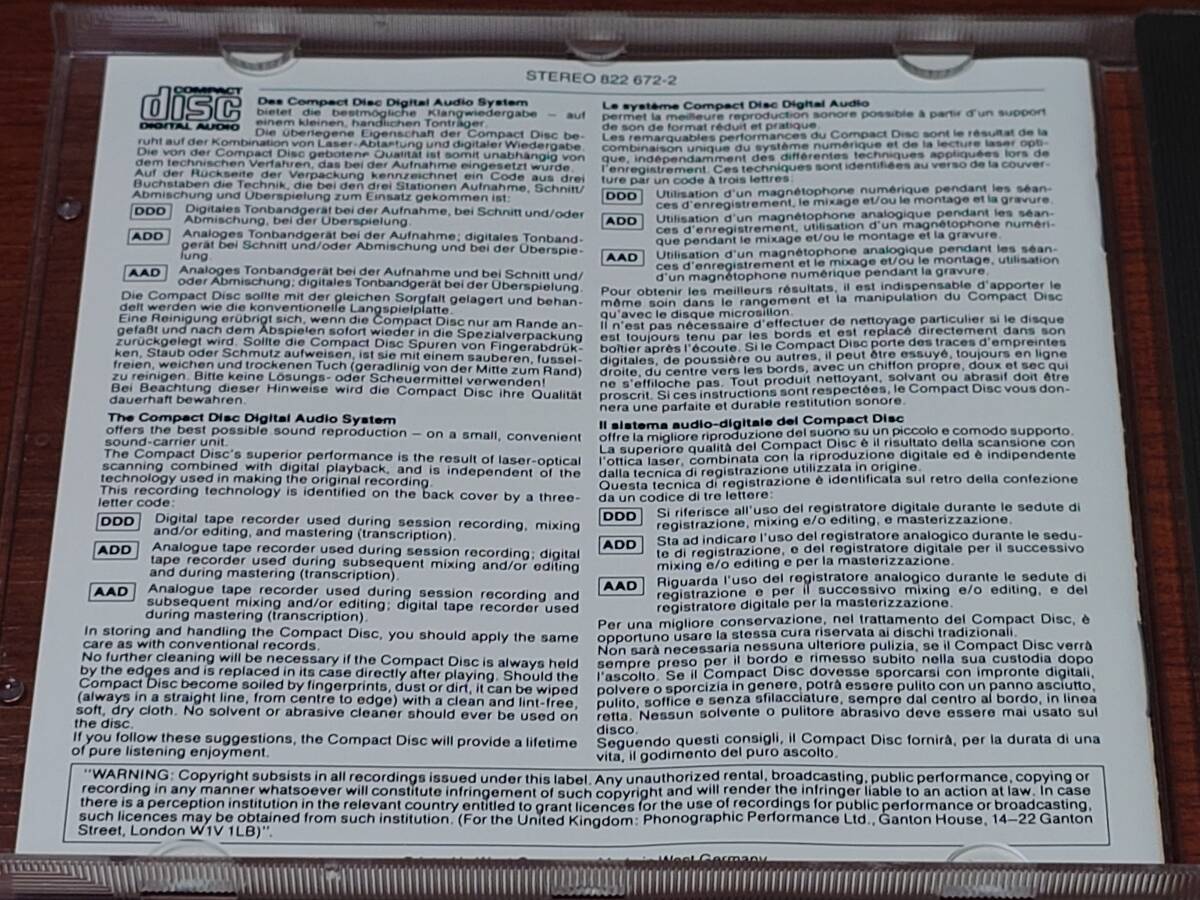 STEREO 822 672-2
COMPACT
disc
DIGITAL AUDIO
Das Compact Disc Digital Audio System
bietet die bestmögliche Klangwiedergabe – auf
einem kleinen, handlichen Tonträger.
Die überlegene Eigenschaft der Compact Disc be-
ruht auf der Kombination von Laser-Abtastung und digitaler Wiedergabe.
Die von der Compact Disc gebotene Qualität ist somit unabhängig von
dem technischen Verfahren, das bei der Aufnahme eingesetzt wurde.
Auf der Rückseite der Verpackung kennzeichnet ein Code aus drei
Buchstaben die Technik, die bei den drei Stationen Aufnahme, Schnitt/
Abmischung und Überspielung zum Einsatz gekommen ist:
DDD Digitales Tonbandgerät bei der Aufnahme, bei Schnitt und/oder
Abmischung, bei der Überspielung.
ADD Analoges Tonbandgerät bei der Aufnahme; digitales Tonband-
gerät bei Schnitt und/oder Abmischung und bei der Überspie-
lung.
AAD Analoges Tonbandgerät bei der Aufnahme und bei Schnitt und/
oder Abmischung; digitales Tonbandgerät bei der Überspielung.
Die Compact Disc sollte mit der gleichen Sorgfalt gelagert und behan-
delt werden wie die konventionelle Langspielplatte.
Eine Reinigung erübrigt sich, wenn die Compact Disc nur am Rande an-
gefaßt und nach dem Abspielen sofort wieder in die Spezialverpackung
zurückgelegt wird. Sollte die Compact Disc Spuren von Fingerabdrük-
ken, Staub oder Schmutz aufweisen, ist sie mit einem sauberen, fussel-
freien, weichen und trockenen Tuch (geradlinig von der Mitte zum Rand)
zu reinigen. Bitte keine Lösungs- oder Scheuermittel verwenden!
Bei Beachtung dieser Hinweise wird die Compact Disc ihre Qualität
dauerhaft bewahren.
The Compact Disc Digital Audio System
offers the best possible sound reproduction – on a small, convenient
sound-carrier unit.
The Compact Disc's superior performance is the result of laser-optical
scanning combined with digital playback, and is independent of the
technology used in making the original recording.
This recording technology is identified on the back cover by a three-
letter code:
DDD Digital tape recorder used during session recording, mixing
and/or editing, and mastering (transcription).
ADD Analogue tape recorder used during session recording; digital
tape recorder used during subsequent mixing and/or editing
and during mastering (transcription).
AAD Analogue tape recorder used during session recording and
subsequent mixing and/or editing; digital tape recorder used
during mastering (transcription).
In storing and handling the Compact Disc, you should apply the same
care as with conventional records.
No further cleaning will be necessary if the Compact Disc is always held
by the edges and is replaced in its case directly after playing. Should the
Compact Disc become soiled by fingerprints, dust or dirt, it can be wiped
(always in a straight line, from centre to edge) with a clean and lint-free,
soft, dry cloth. No solvent or abrasive cleaner should ever be used on
the disc.
If you follow these suggestions, the Compact Disc will provide a lifetime
of pure listening enjoyment.
Le système Compact Disc Digital Audio
permet la meilleure reproduction sonore possible à partir d'un support
de son de format réduit et pratique.
Les remarquables performances du Compact Disc sont le résultat de la
combinaison unique du système numérique et de la lecture laser opti-
que, indépendamment des différentes techniques appliquées lors de
l'enregistrement. Ces techniques sont identifiées au verso de la couver-
ture par un code à trois lettres:
DDD Utilisation d'un magnétophone numérique pendant les séan-
ces d'enregistrement, le mixage et/ou le montage et la gravure.
ADD Utilisation d'un magnétophone analogique pendant les séan-
ces d'enregistrement, utilisation d'un magnétophone numéri-
que pendant le mixage et/ou le montage et la gravure.
AAD Utilisation d'un magnétophone analogique pendant les séan-
ces d'enregistrement et le mixage et/ou le montage, utilisation
d'un magnétophone numérique pendant la gravure.
Pour obtenir les meilleurs résultats, il est indispensable d'apporter le
même soin dans le rangement et la manipulation du Compact Disc
qu'avec le disque microsillon.
Il n'est pas nécessaire d'effectuer de nettoyage particulier si le disque
est toujours tenu par les bords et est replacé directement dans son
boîtier après l'écoute. Si le Compact Disc porte des traces d'empreintes
digitales, de poussière ou autres, il peut être essuyé, toujours en ligne
droite, du centre vers les bords, avec un chiffon propre, doux et sec qui
ne s'effiloche pas. Tout produit nettoyant, solvant ou abrasif doit être
proscrit. Si ces instructions sont respectées, le Compact Disc vous don-
nera une parfaite et durable restitution sonore.
Il sistema audio-digitale del Compact Disc
offre la migliore riproduzione del suono su un piccolo e comodo supporto.
La superiore qualità del Compact Disc è il risultato della scansione con
l'ottica laser, combinata con la riproduzione digitale ed è indipendente
dalla tecnica di registrazione utilizzata in origine.
Questa tecnica di registrazione è identificata sul retro della confezione
da un codice di tre lettere:
DDD Si riferisce all'uso del registratore digitale durante le sedute di
registrazione, mixing e/o editing, e masterizzazione.
ADD Sta ad indicare l'uso del registratore analogico durante le sedu-
te di registrazione, e del registratore digitale per il successivo
mixing e/o editing e per la masterizzazione.
AAD Riguarda l'uso del registratore analogico durante le sedute di
registrazione e per il successivo mixing e/o editing, e del
registratore digitale per la masterizzazione.
Per una migliore conservazione, nel trattamento del Compact Disc, è
opportuno usare la stessa cura riservata ai dischi tradizionali.
Non sarà necessaria nessuna ulteriore pulizia, se il Compact Disc verrà
sempre preso per il bordo e rimesso subito nella sua custodia dopo
l'ascolto. Se il Compact Disc dovesse sporcarsi con impronte digitali,
polvere o sporcizia in genere, potrà essere pulito con un panno asciutto,
pulito, soffice e senza sfilacciature, sempre dal centro al bordo, in linea
retta. Nessun solvente o pulitore abrasivo deve essere mai usato sul
disco.
Seguendo questi consigli, il Compact Disc fornirà, per la durata di una
vita, il godimento del puro ascolto.
"WARNING: Copyright subsists in all recordings issued under this label. Any unauthorized rental, broadcasting, public performance, copying or
recording in any manner whatsoever will constitute infringement of such copyright and will render the infringer liable to an action at law. In case
there is a perception institution in the relevant country entitled to grant licences for the use of recordings for public performance or broadcasting,
such licences may be obtained from such institution. (For the United Kingdom: Phonographic Performance Ltd., Ganton House, 14–22 Ganton
Street, London W1V 1LB)".
West Germany